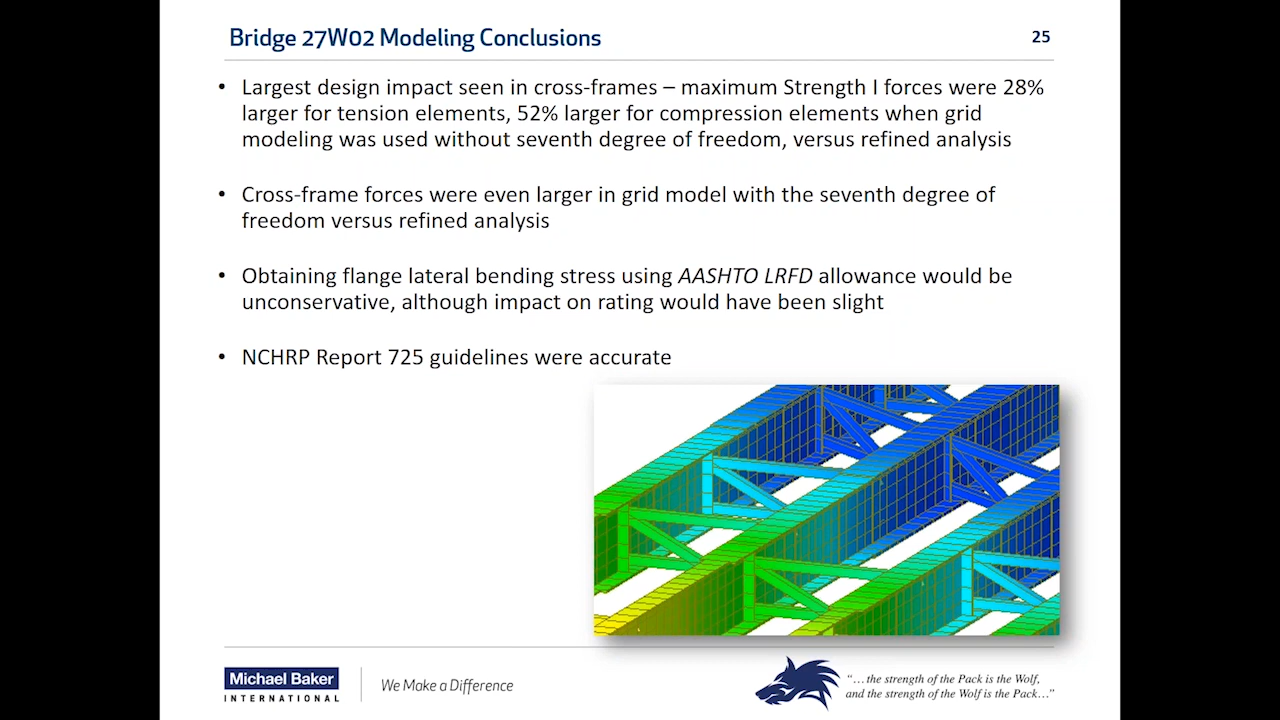 Bridge 27W02 Modeling Conclusions
25
• Largest design impact seen in cross-frames – maximum Strength I forces were 28%
larger for tension elements, 52% larger for compression elements when grid
modeling was used without seventh degree of freedom, versus refined analysis
• Cross-frame forces were even larger in grid model with the seventh degree of
freedom versus refined analysis
• Obtaining flange lateral bending stress using AASHTO LRFD allowance would be
unconservative, although impact on rating would have been slight
• NCHRP Report 725 guidelines were accurate
Michael Baker
INTERNATIONAL
We Make a Difference
“…the strength of the Pack is the Wolf,
and the strength of the Wolf is the Pack…”